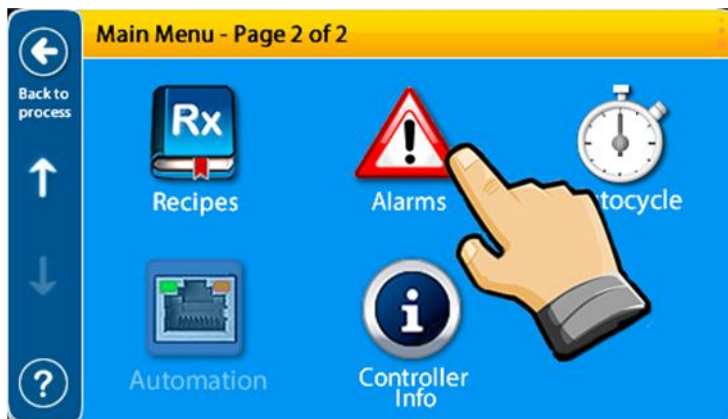 Main Menu - Page 2 of 2
Back to
process
Rx
Recipes
!
Alarms
tocycle
Automation
i
Controller
Info
?